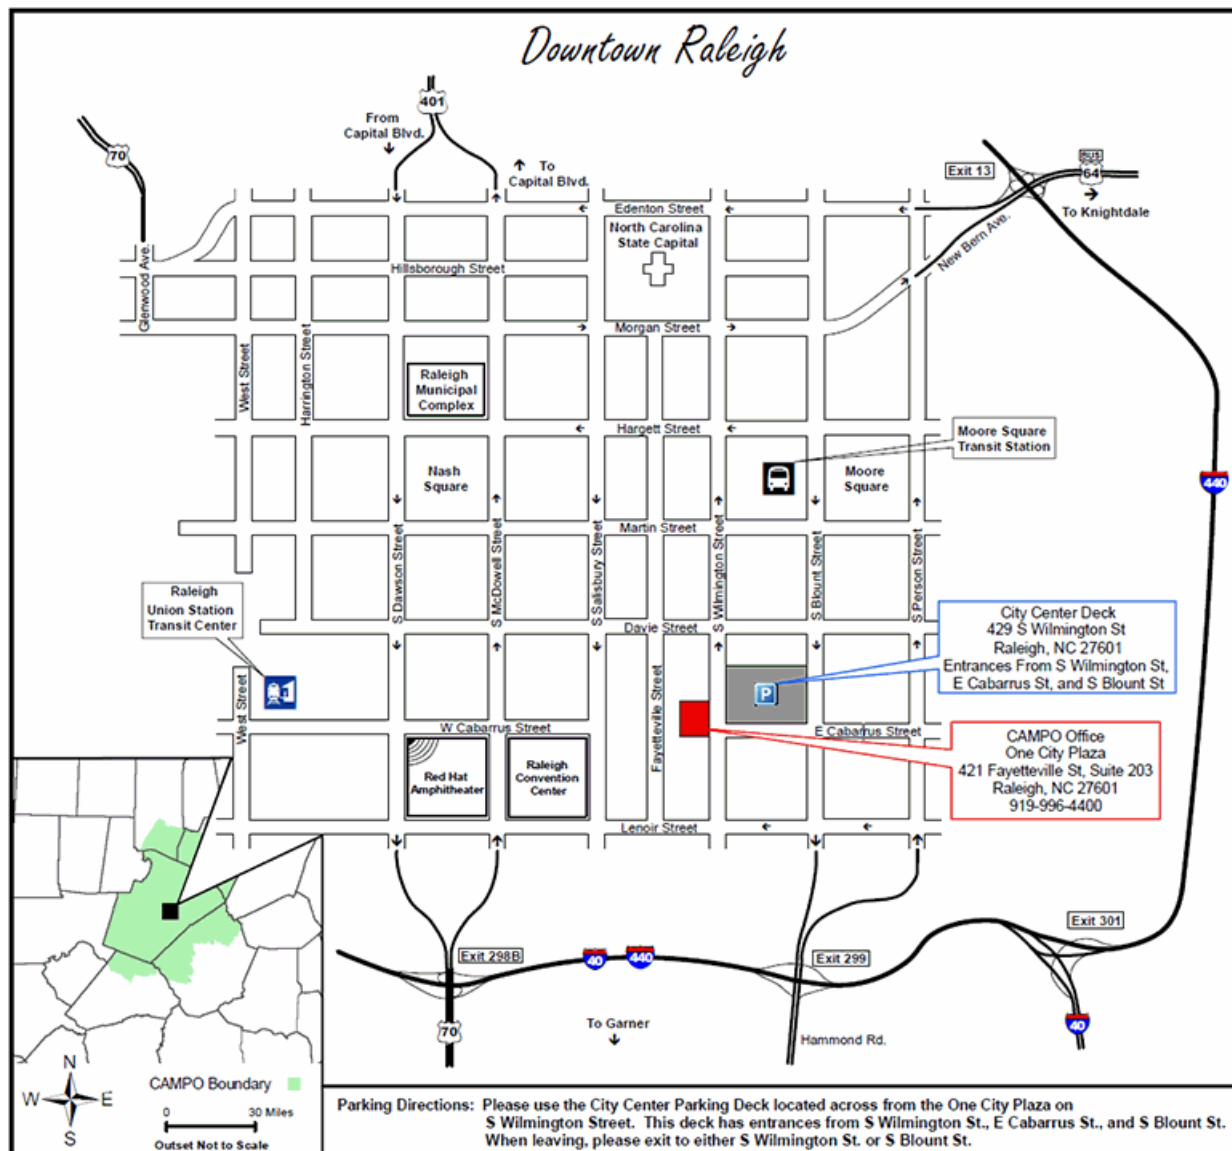 Downtown Raleigh
401
From
Capital Blvd.
To
Capital Blvd.
70
Exit 13
BUS
64
To Knightdale
Edenton Street
North Carolina
State Capital
New Bern Ave.
Hillsborough Street
Glenwood Ave.
Morgan Street
West Street
Harrington Street
Raleigh
Municipal
Complex
Hargett Street
Moore Square
Transit Station
Nash
Square
Moore
Square
440
Martin Street
S Dawson Street
S McDowell Street
S Salisbury Street
S Wilmington Street
S Blount Street
S Person Street
Raleigh
Union Station
Transit Center
Davie Street
City Center Deck
429 S Wilmington St
Raleigh, NC 27601
Entrances From S Wilmington St,
E Cabarrus St, and S Blount St
P
West Street
Fayetteville Street
W Cabarrus Street
E Cabarrus Street
CAMPO Office
One City Plaza
421 Fayetteville St, Suite 203
Raleigh, NC 27601
919-996-4400
Red Hat
Amphitheater
Raleigh
Convention
Center
Lenoir Street
Exit 298B
40
440
Exit 299
Exit 301
70
To Garner
Hammond Rd.
40
N
W
E
S
CAMPO Boundary
0
30 Miles
Outset Not to Scale
Parking Directions: Please use the City Center Parking Deck located across from the One City Plaza on
S Wilmington Street. This deck has entrances from S Wilmington St., E Cabarrus St., and S Blount St.
When leaving, please exit to either S Wilmington St. or S Blount St.